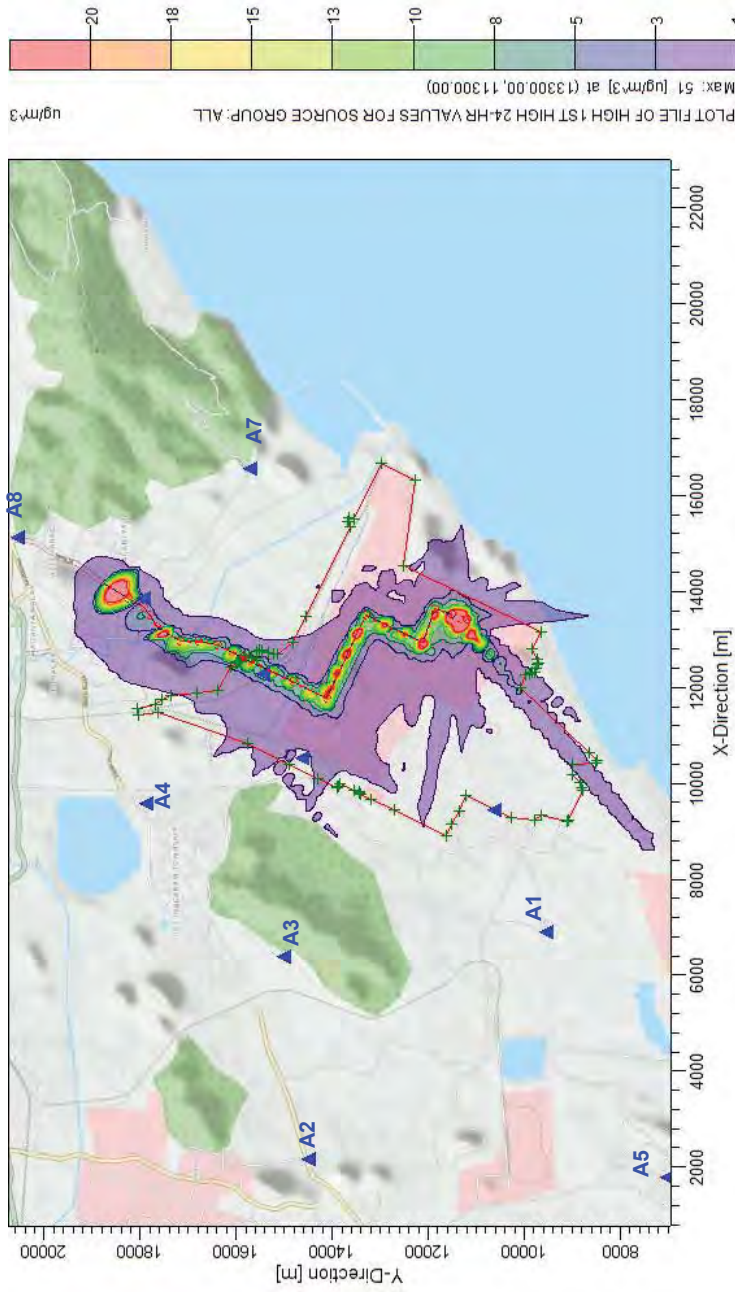 PLOT FILE OF HIGH 1ST HIGH 24-HR VALUES FOR SOURCE GROUP: ALL
ug/m^3
Max: 51 [ug/m^3] at (13300.00,11300.00)
20
18
15
13
10
8
5
3
1
A8
A7
A4
A3
A2
A1
A5
Y-Direction [m]
20000
18000
16000
14000
12000
10000
8000
X-Direction [m]
2000
4000
6000
8000
10000
12000
14000
16000
18000
20000
22000